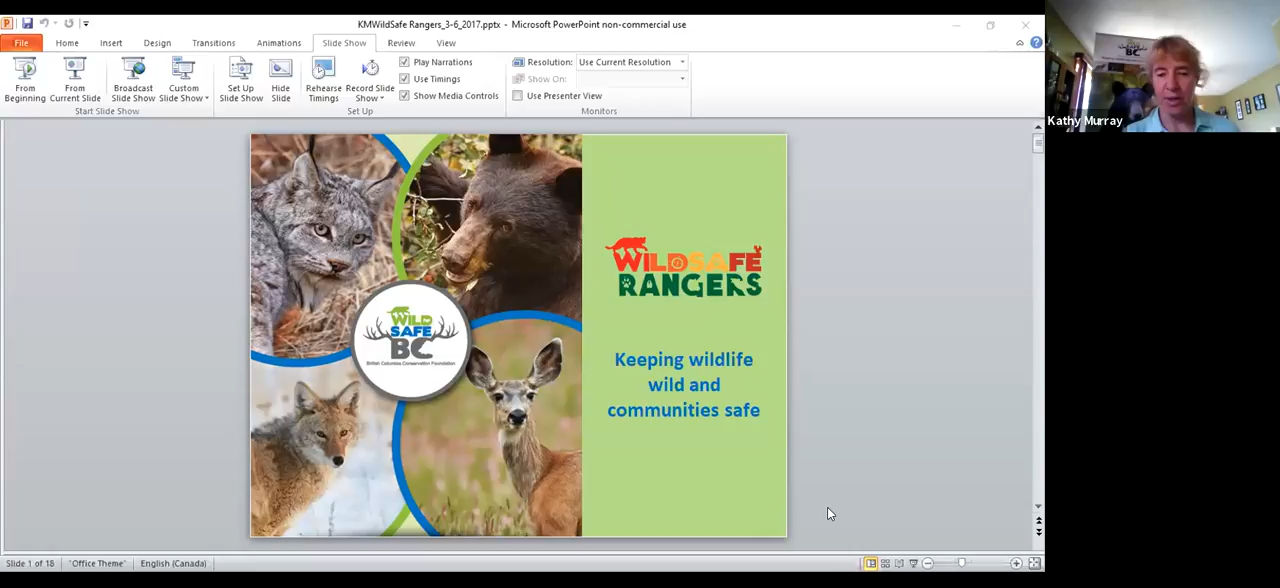 KMWildSafe Rangers_3-6_2017.pptx - Microsoft PowerPoint non-commercial use
File Home Insert Design Transitions Animations Slide Show Review View
From Beginning
From Current Slide
Broadcast Slide Show
Custom Slide Show
Start Slide Show
Set Up Slide Show
Hide Slide
Rehearse Timings
Record Slide Show
Play Narrations
Use Timings
Show Media Controls
Set Up
Resolution: Use Current Resolution
Show On:
Use Presenter View
Monitors
Kathy Murray
WILDSAFE
RANGERS
WILD
SAFE
BC
British Columbia Conservation Foundation
Keeping wildlife
wild and
communities safe
Slide 1 of 18 "Office Theme" English (Canada)